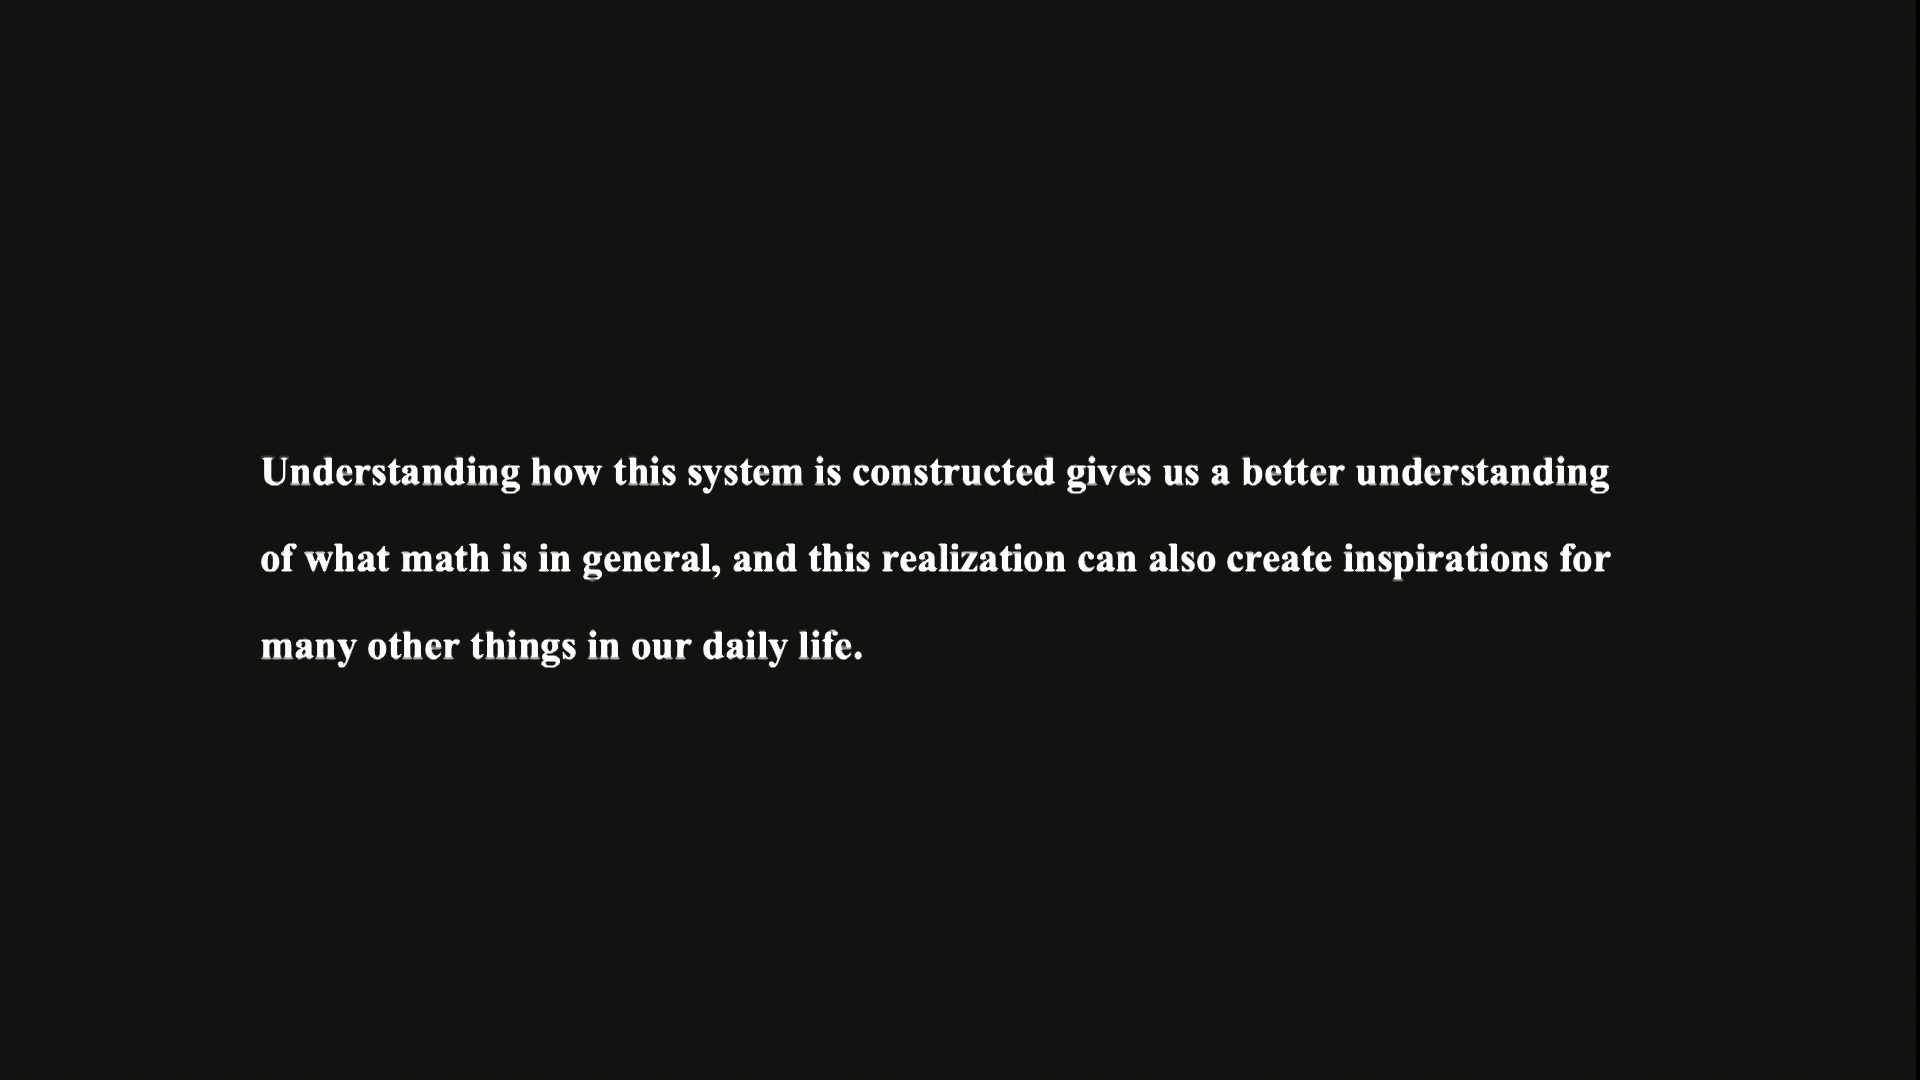 Understanding how this system is constructed gives us a better understanding
of what math is in general, and this realization can also create inspirations for
many other things in our daily life.